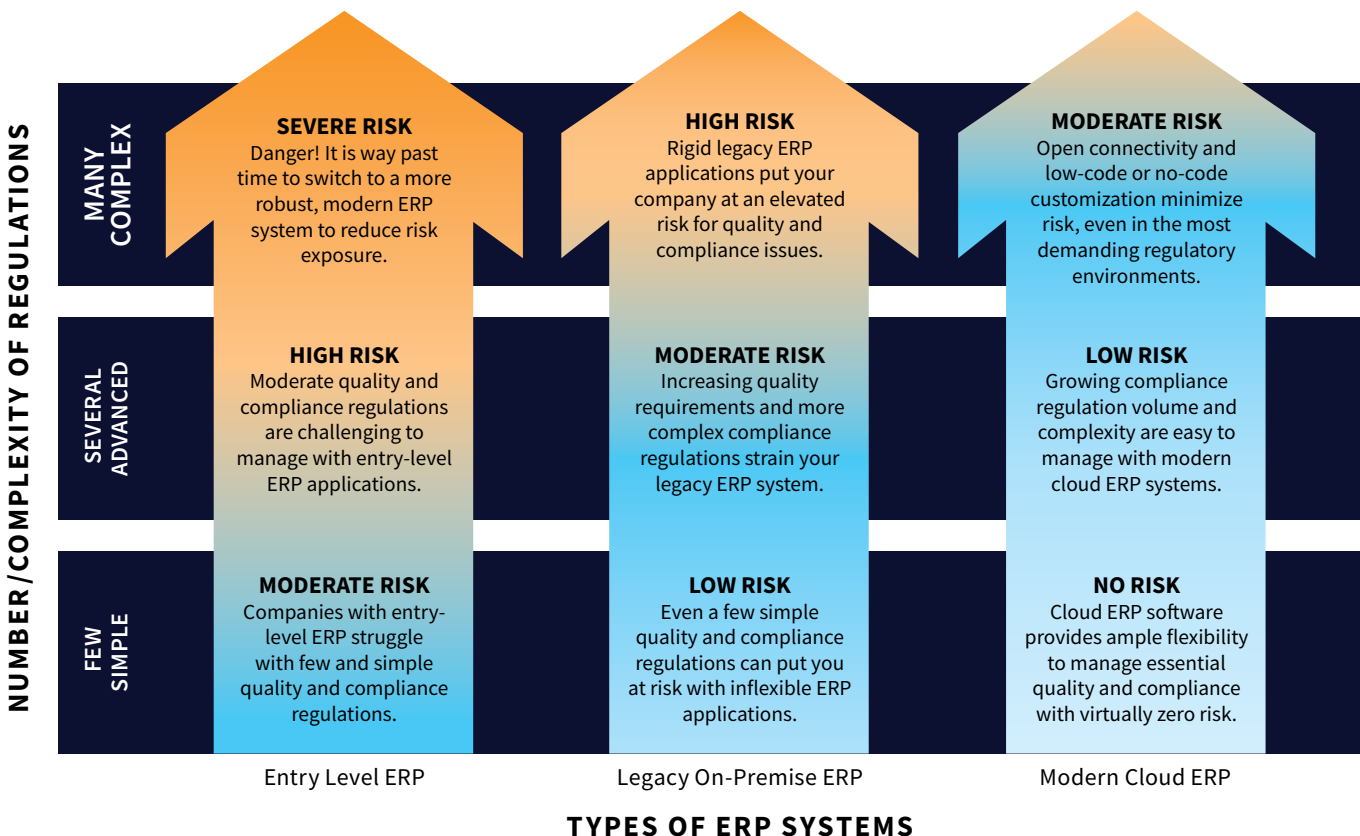 NUMBER/COMPLEXITY OF REGULATIONS
MANY
COMPLEX
SEVERE RISK
Danger! It is way past
time to switch to a more
robust, modern ERP
system to reduce risk
exposure.
HIGH RISK
Rigid legacy ERP
applications put your
company at an elevated
risk for quality and
compliance issues.
MODERATE RISK
Open connectivity and
low-code or no-code
customization minimize
risk, even in the most
demanding regulatory
environments.
SEVERAL
ADVANCED
HIGH RISK
Moderate quality and
compliance regulations
are challenging to
manage with entry-level
ERP applications.
MODERATE RISK
Increasing quality
requirements and more
complex compliance
regulations strain your
legacy ERP system.
LOW RISK
Growing compliance
regulation volume and
complexity are easy to
manage with modern
cloud ERP systems.
FEW
SIMPLE
MODERATE RISK
Companies with entry-
level ERP struggle
with few and simple
quality and compliance
regulations.
LOW RISK
Even a few simple
quality and compliance
regulations can put you
at risk with inflexible ERP
applications.
NO RISK
Cloud ERP software
provides ample flexibility
to manage essential
quality and compliance
with virtually zero risk.
Entry Level ERP
Legacy On-Premise ERP
Modern Cloud ERP
TYPES OF ERP SYSTEMS